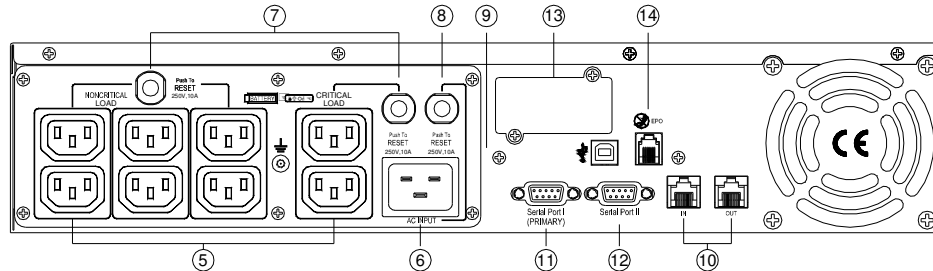 7
8
9
13
14
NONCRITICAL
LOAD
Push To
RESET
250V,10A
BATTERY
CRITICAL
LOAD
Push To
RESET
250V,10A
Push To
RESET
250V,10A
EPO
CE
AC INPUT
Serial Port I
(PRIMARY)
Serial Port II
IN
OUT
5
6
11
12
10